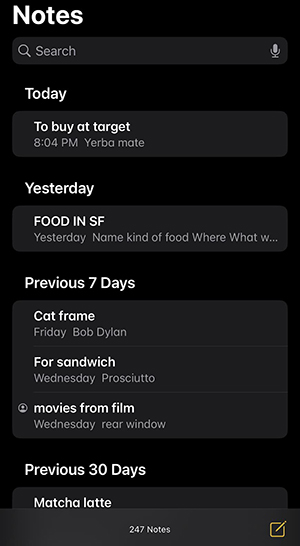 Notes
Search
Today
To buy at target
8:04 PM Yerba mate
Yesterday
FOOD IN SF
Yesterday Name kind of food Where What w...
Previous 7 Days
Cat frame
Friday Bob Dylan
For sandwich
Wednesday Prosciutto
movies from film
Wednesday rear window
Previous 30 Days
Matcha latte
247 Notes